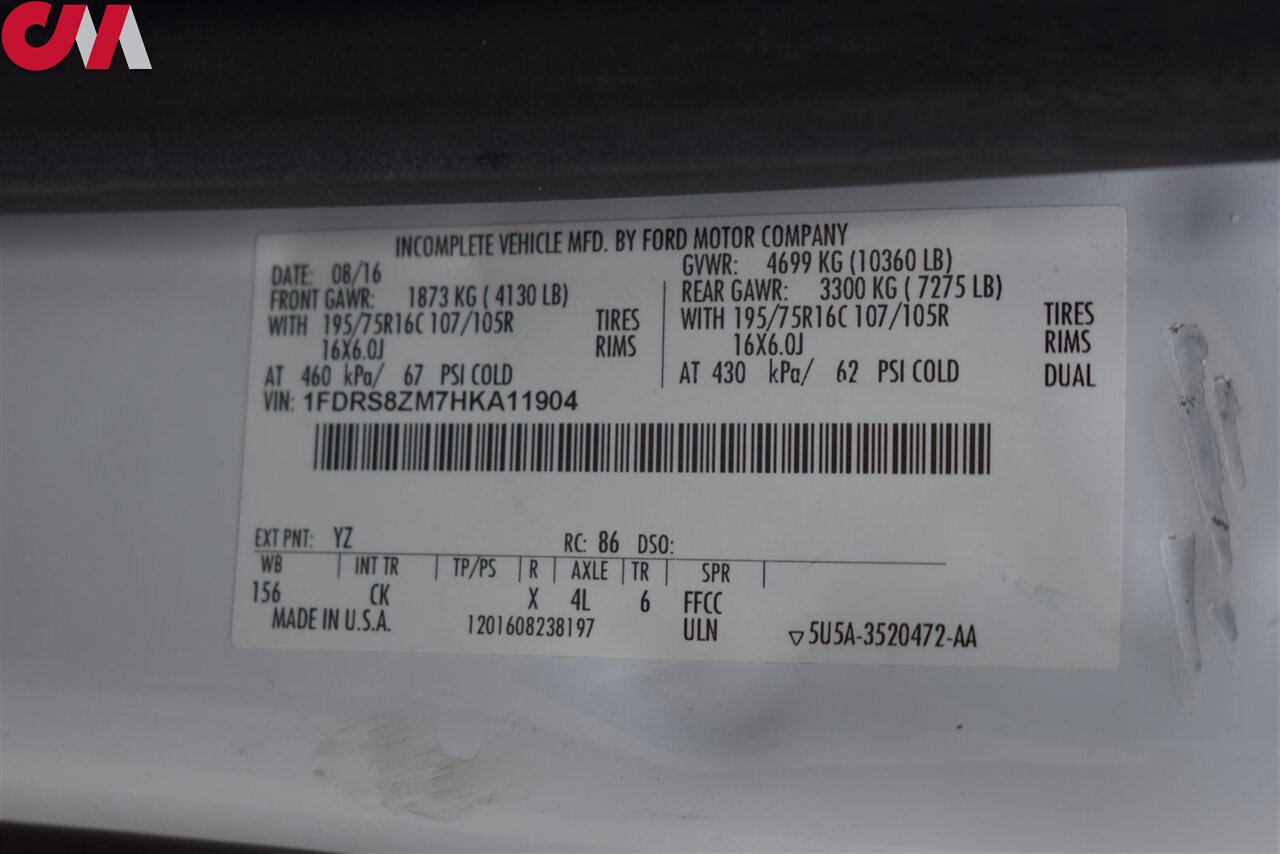 CM
INCOMPLETE VEHICLE MFD. BY FORD MOTOR COMPANY
DATE: 08/16 GVWR: 4699 KG (10360 LB)
FRONT GAWR: 1873 KG ( 4130 LB) REAR GAWR: 3300 KG ( 7275 LB)
WITH 195/75R16C 107/105R TIRES WITH 195/75R16C 107/105R TIRES
16X6.0J RIMS 16X6.0J RIMS
AT 460 kPa/ 67 PSI COLD AT 430 kPa/ 62 PSI COLD DUAL
VIN: 1FDRS8ZM7HKA11904
EXT PNT: YZ RC: 86 DSO:
WB INT TR TP/PS R AXLE TR SPR
156 CK X 4L 6 FFCC
MADE IN U.S.A. 1201608238197 ULN ▽5U5A-3520472-AA